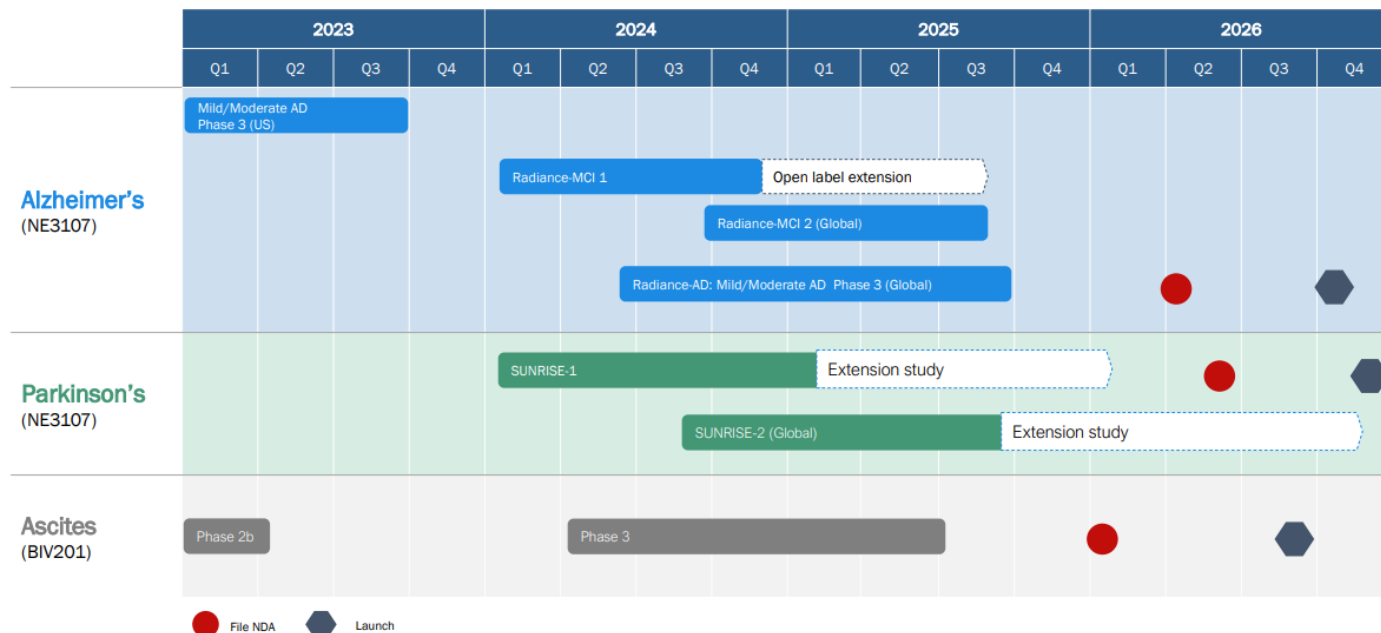 2023 2024 2025 2026
Q1 Q2 Q3 Q4 Q1 Q2 Q3 Q4 Q1 Q2 Q3 Q4 Q1 Q2 Q3 Q4
Mild/Moderate AD
Phase 3 (US)
Alzheimer's
(NE3107)
Radiance-MCI 1 Open label extension
Radiance-MCI 2 (Global)
Radiance-AD: Mild/Moderate AD Phase 3 (Global)
Parkinson's
(NE3107)
SUNRISE-1 Extension study
SUNRISE-2 (Global) Extension study
Ascites
(BIV201)
Phase 2b Phase 3
File NDA Launch